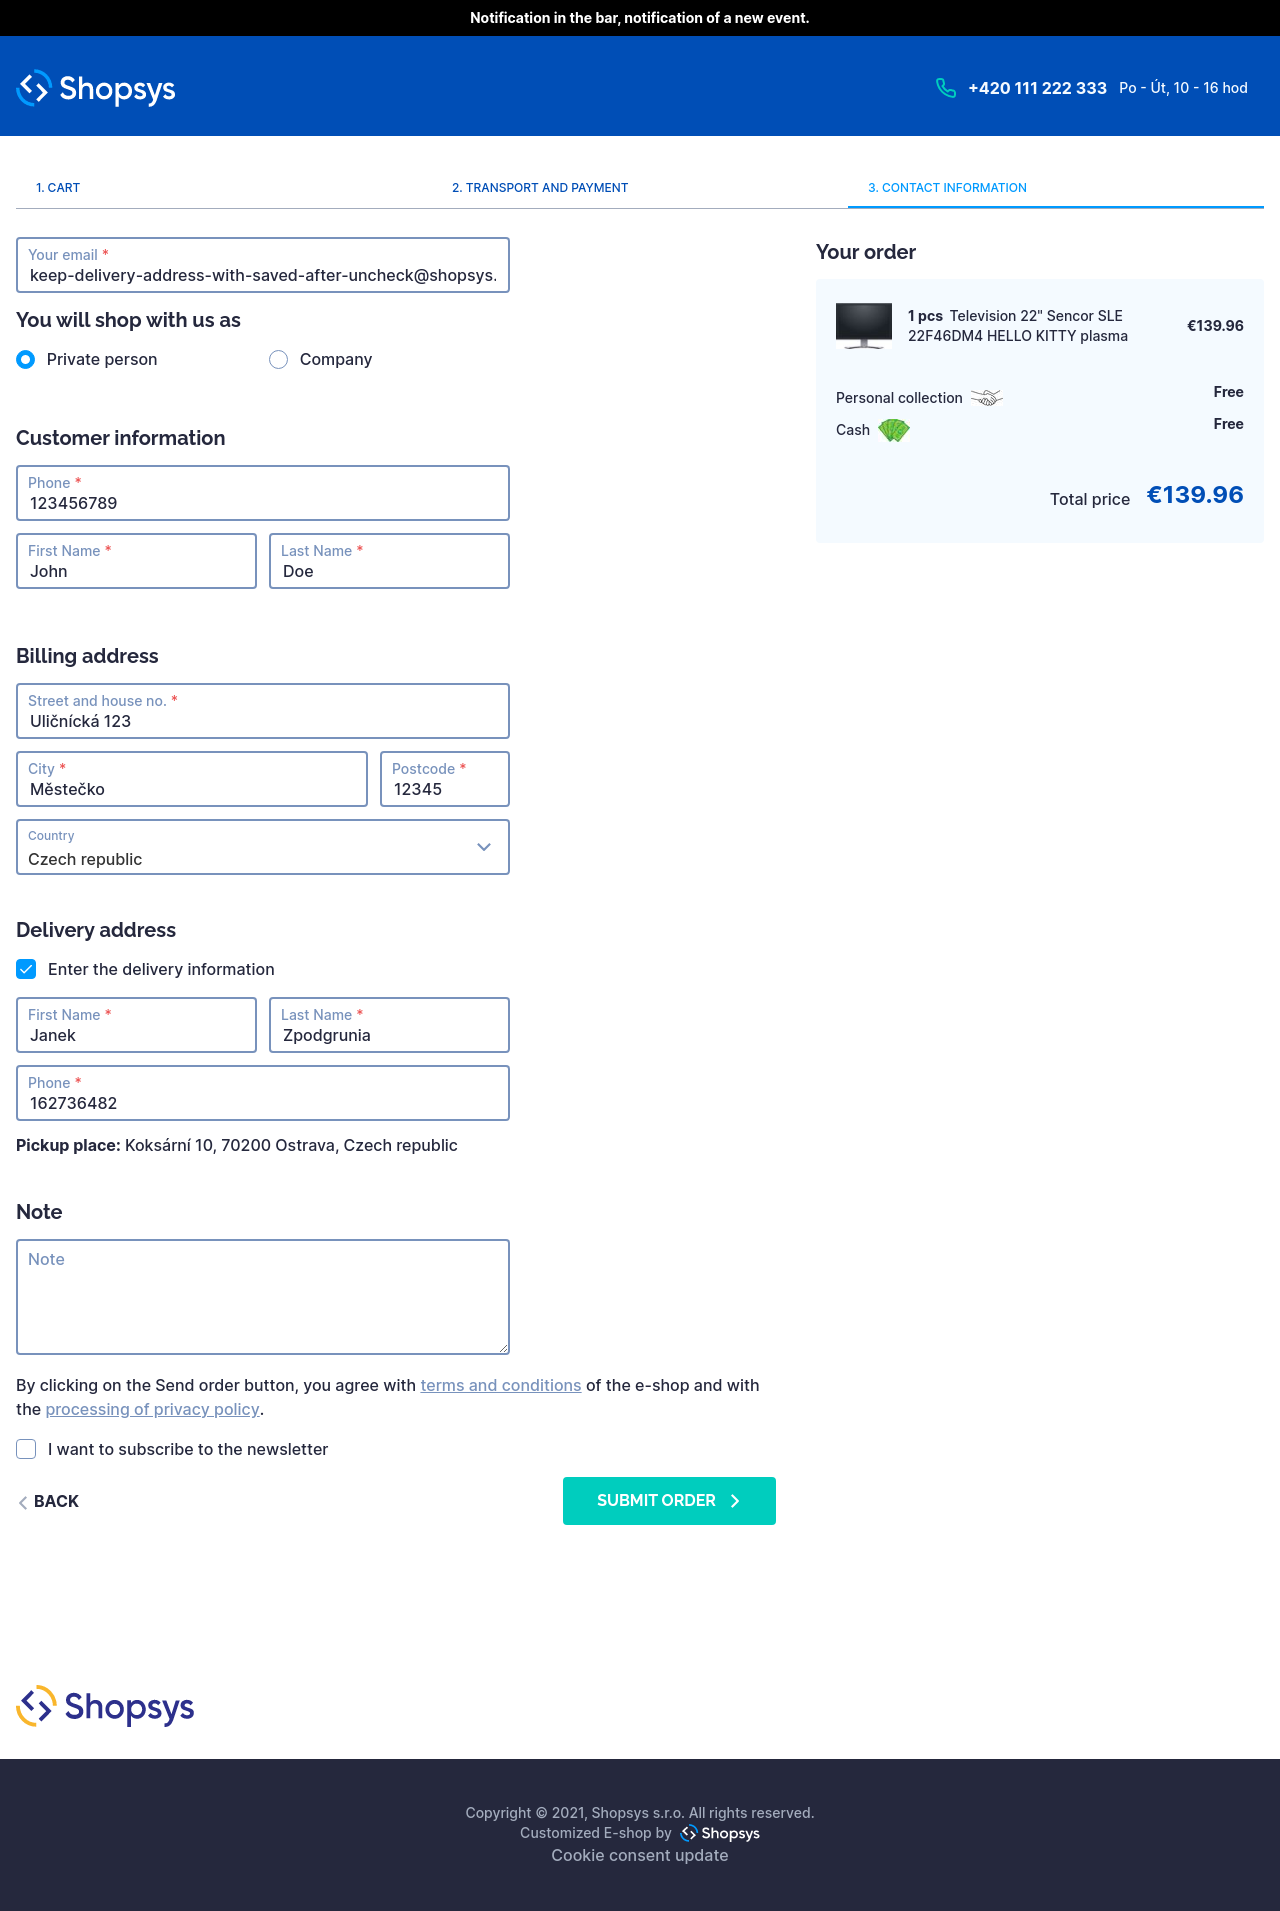 Notification in the bar, notification of a new event.
Shopsys
+420 111 222 333 Po - Út, 10 - 16 hod
1. CART
2. TRANSPORT AND PAYMENT
3. CONTACT INFORMATION
Your email *
keep-delivery-address-with-saved-after-uncheck@shopsys.
You will shop with us as
Private person
Company
Customer information
Phone *
123456789
First Name *
John
Last Name *
Doe
Billing address
Street and house no. *
Uličnícká 123
City *
Městečko
Postcode *
12345
Country
Czech republic
Delivery address
Enter the delivery information
First Name *
Janek
Last Name *
Zpodgrunia
Phone *
162736482
Pickup place: Koksární 10, 70200 Ostrava, Czech republic
Note
Note
By clicking on the Send order button, you agree with terms and conditions of the e-shop and with
the processing of privacy policy.
I want to subscribe to the newsletter
BACK
SUBMIT ORDER
Your order
1 pcs Television 22" Sencor SLE
22F46DM4 HELLO KITTY plasma
€139.96
Personal collection
Free
Cash
Free
Total price €139.96
Shopsys
Copyright © 2021, Shopsys s.r.o. All rights reserved.
Customized E-shop by Shopsys
Cookie consent update